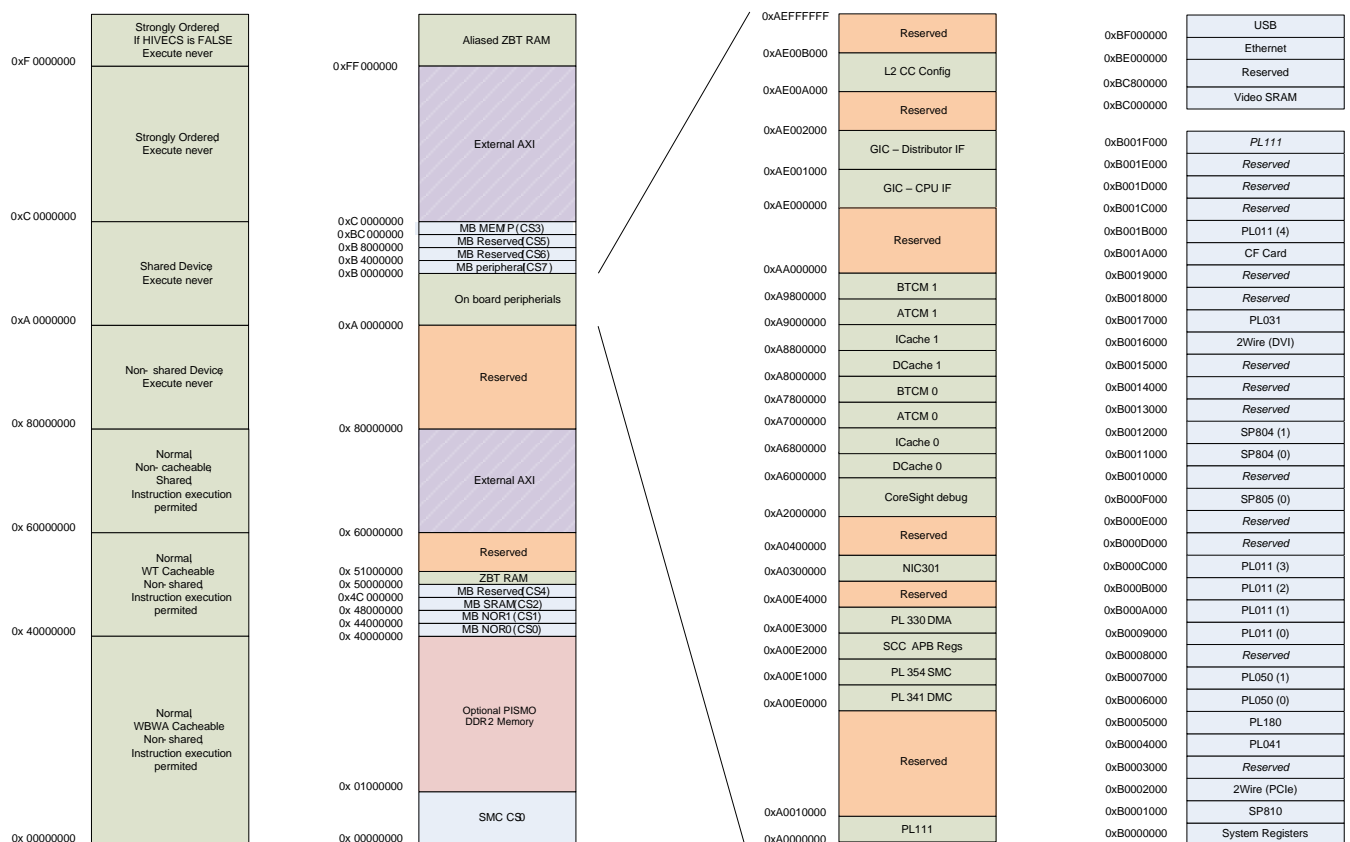 Strongly Ordered,
If HIVECS is FALSE
Execute never
0xF 0000000
Strongly Ordered,
Execute never
0xC 0000000
Shared Device,
Execute never
0xA 0000000
Non- shared Device,
Execute never
0x 80000000
Normal,
Non- cacheable,
Shared,
Instruction execution
permited
0x 60000000
Normal,
WT Cacheable
Non- shared,
Instruction execution
permited
0x 40000000
Normal,
WBWA Cacheable
Non- shared,
Instruction execution
permited
0x 00000000
Aliased ZBT RAM
0xFF 000000
External AXI
0xC 0000000
MB MEM/P (CS3)
0xBC 000000
MB Reserved(CS5)
0xB 8000000
MB Reserved(CS6)
0xB 4000000
MB peripheral(CS7)
0xB 0000000
On board peripherials
0xA 0000000
Reserved
0x 80000000
External AXI
0x 60000000
Reserved
0x 51000000
ZBT RAM
0x 50000000
MB Reserved(CS4)
0x4C 000000
MB SRAM(CS2)
0x 48000000
MB NOR1 (CS1)
0x 44000000
MB NOR0 (CS0)
0x 40000000
Optional PISMO
DDR2 Memory
0x 01000000
SMC CS0
0x 00000000
0xAEFFFFFF
Reserved
0xAE00B000
L2 CC Config
0xAE00A000
Reserved
0xAE002000
GIC – Distributor IF
0xAE001000
GIC – CPU IF
0xAE000000
Reserved
0xAA000000
BTCM 1
0xA9800000
ATCM 1
0xA9000000
ICache 1
0xA8800000
DCache 1
0xA8000000
BTCM 0
0xA7800000
ATCM 0
0xA7000000
ICache 0
0xA6800000
DCache 0
0xA6000000
CoreSight debug
0xA2000000
Reserved
0xA0400000
NIC301
0xA0300000
Reserved
0xA00E4000
PL 330 DMA
0xA00E3000
SCC APB Regs
0xA00E2000
PL 354 SMC
0xA00E1000
PL 341 DMC
0xA00E0000
Reserved
0xA0010000
PL111
0xA0000000
USB
0xBF000000
Ethernet
0xBE000000
Reserved
0xBC800000
Video SRAM
0xBC000000
0xB001F000 PL111
0xB001E000 Reserved
0xB001D000 Reserved
0xB001C000 Reserved
0xB001B000 PL011 (4)
0xB001A000 CF Card
0xB0019000 Reserved
0xB0018000 Reserved
0xB0017000 PL031
0xB0016000 2Wire (DVI)
0xB0015000 Reserved
0xB0014000 Reserved
0xB0013000 Reserved
0xB0012000 SP804 (1)
0xB0011000 SP804 (0)
0xB0010000 Reserved
0xB000F000 SP805 (0)
0xB000E000 Reserved
0xB000D000 Reserved
0xB000C000 PL011 (3)
0xB000B000 PL011 (2)
0xB000A000 PL011 (1)
0xB0009000 PL011 (0)
0xB0008000 Reserved
0xB0007000 PL050 (1)
0xB0006000 PL050 (0)
0xB0005000 PL180
0xB0004000 PL041
0xB0003000 Reserved
0xB0002000 2Wire (PCIe)
0xB0001000 SP810
0xB0000000 System Registers